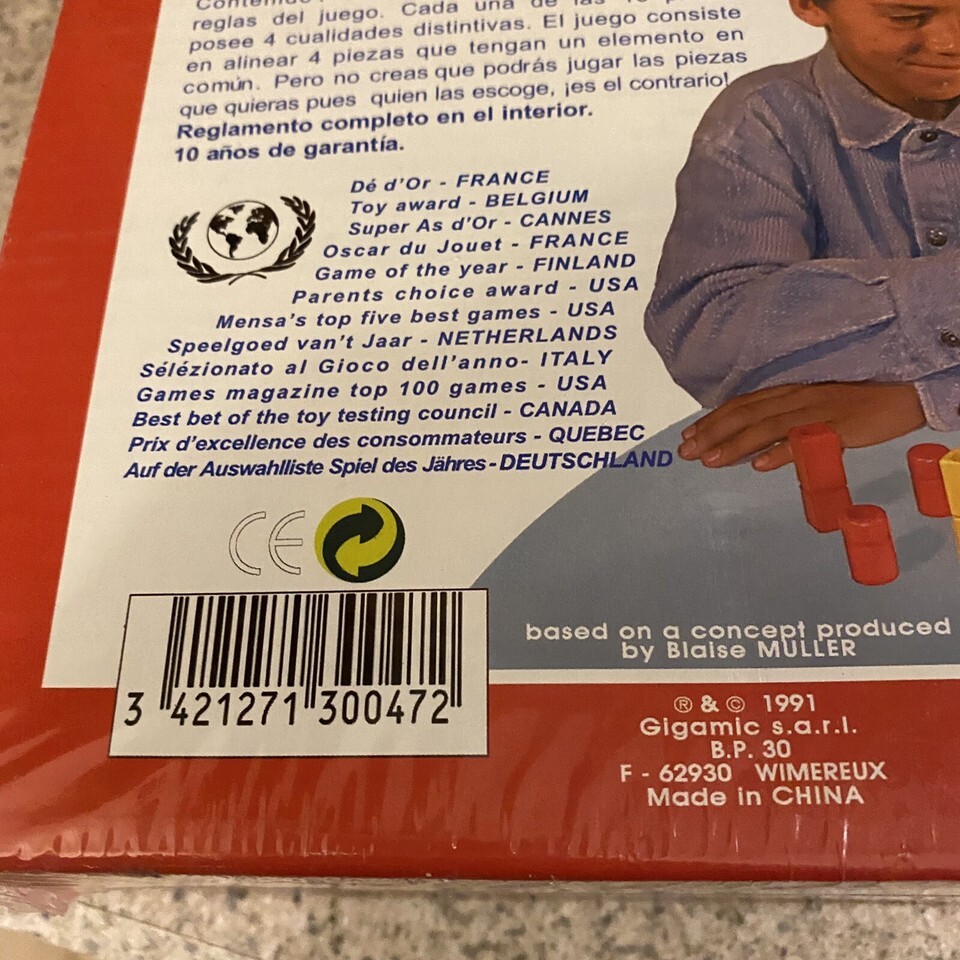 reglas del juego. Cada una de las
posee 4 cualidades distintivas. El juego consiste
en alinear 4 piezas que tengan un elemento en
común. Pero no creas que podrás jugar las piezas
que quieras pues quien las escoge, ¡es el contrario!
Reglamento completo en el interior.
10 años de garantía.
Dé d'Or - FRANCE
Toy award - BELGIUM
Super As d'Or - CANNES
Oscar du Jouet - FRANCE
Game of the year - FINLAND
Parents choice award - USA
Mensa's top five best games - USA
Speelgoed van't Jaar - NETHERLANDS
Sélézionato al Gioco dell'anno- ITALY
Games magazine top 100 games - USA
Best bet of the toy testing council - CANADA
Prix d'excellence des consommateurs - QUEBEC
Auf der Auswahlliste Spiel des Jähres-DEUTSCHLAND
CE
3 421271 300472
based on a concept produced
by Blaise MULLER
® & © 1991
Gigamic s.a.r.l.
B.P. 30
F - 62930 WIMEREUX
Made in CHINA